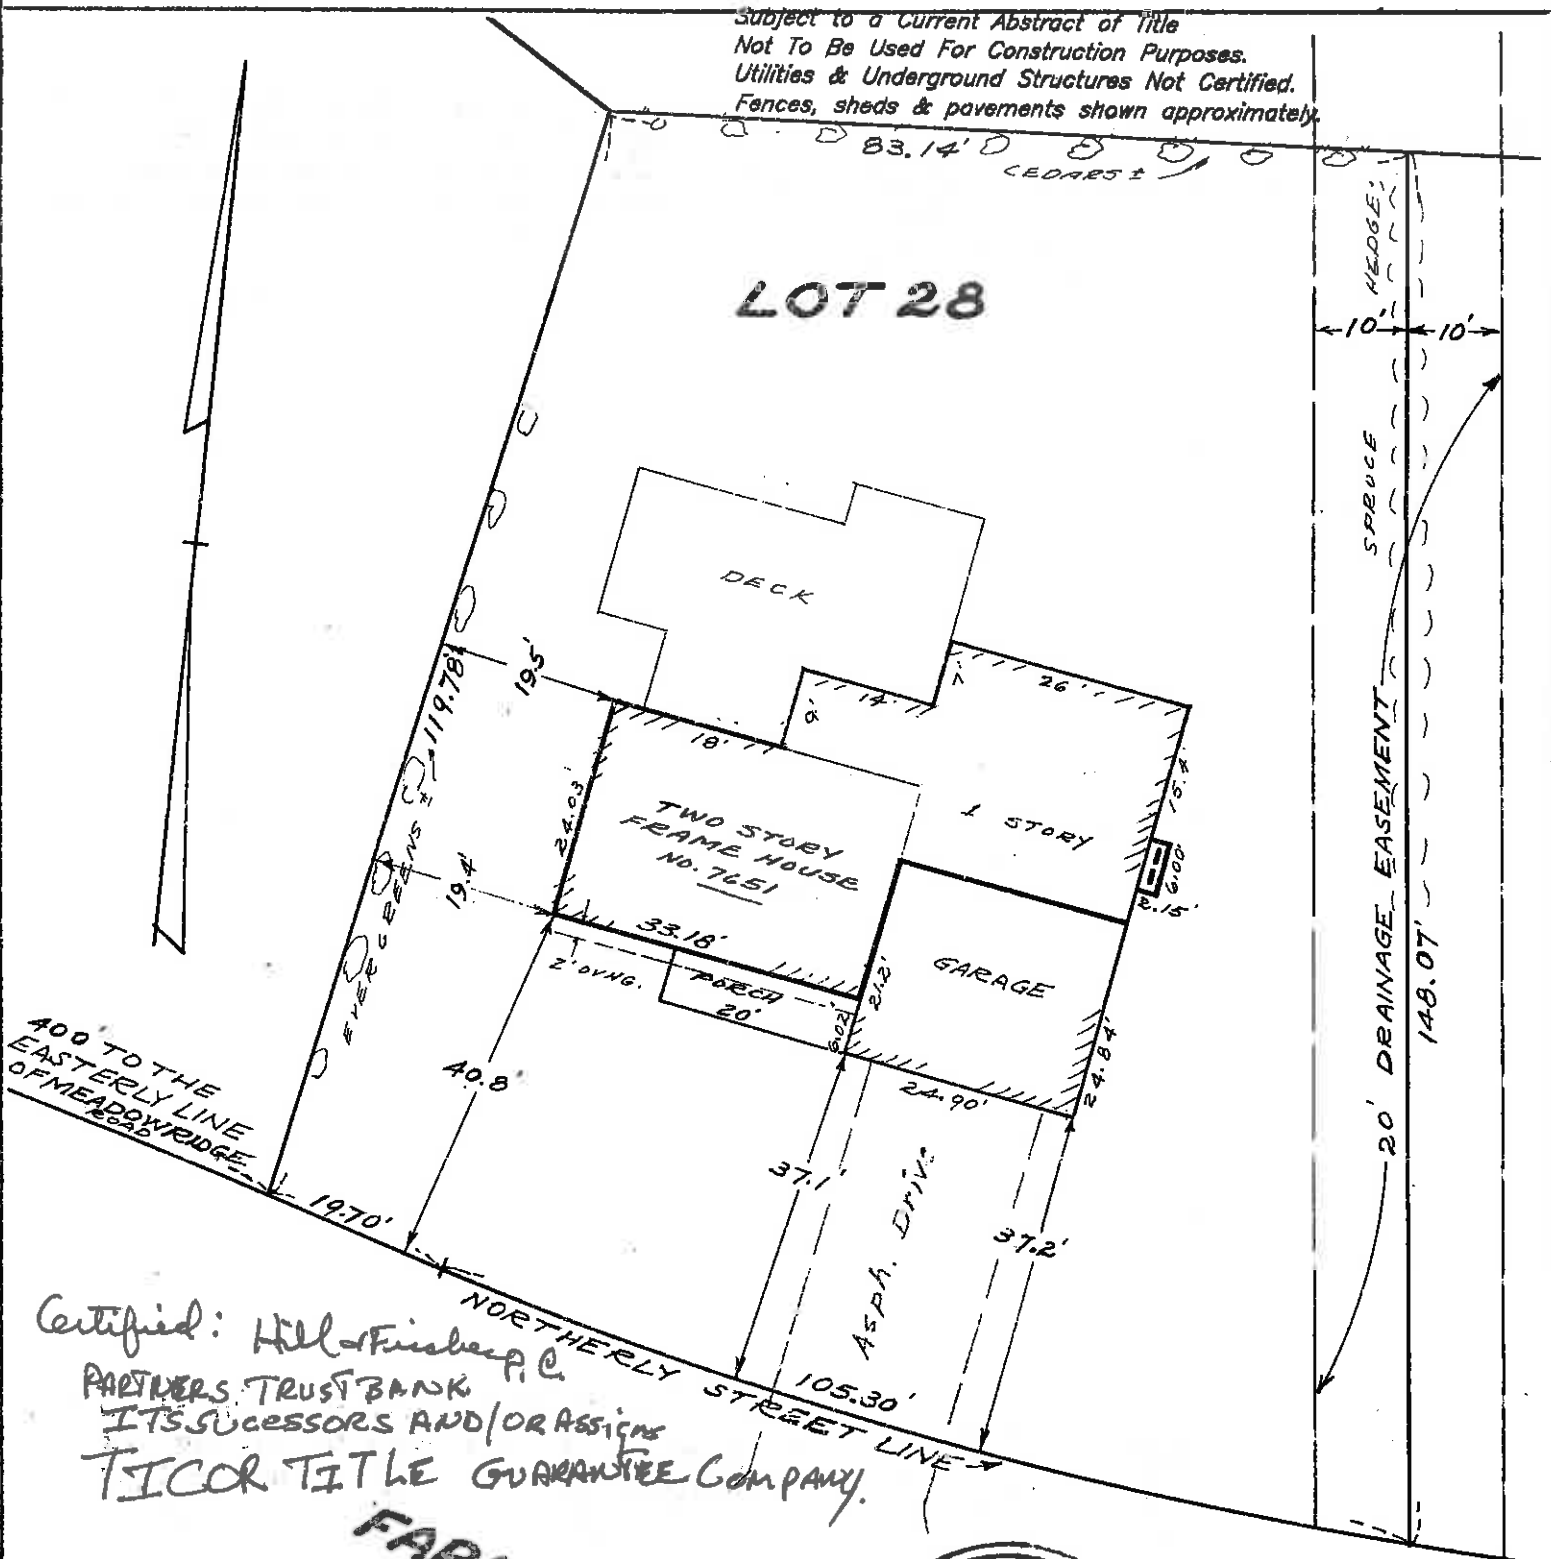 Subject to a Current Abstract of Title
Not To Be Used For Construction Purposes.
Utilities & Underground Structures Not Certified.
Fences, sheds & pavements shown approximately.
83.14'
CEDARS ±
LOT 28
HEDGE
10'
10'
SPRUCE
DECK
19.5'
119.78'
26'
7'
14'
9'
18'
15.4
24.03
TWO STORY
FRAME HOUSE
NO. 7651
1 STORY
6.00'
2.15'
19.4'
EVERGREENS ±
33.18'
2' OVHG.
PORCH
20'
21.2'
6.02
GARAGE
20' DRAINAGE EASEMENT
148.07'
400' TO THE
EASTERLY LINE
OF MEADOWRIDGE
ROAD
40.8'
24.90'
24.84'
37.1'
Asph. Drive
37.2'
19.70'
NORTHERLY STREET LINE
105.30'
Certified: Hill &
P.C.
PARTNERS TRUST BANK
ITS SUCESSORS AND/OR ASSigns
TICOR TITLE GUARANTEE COMPANY.